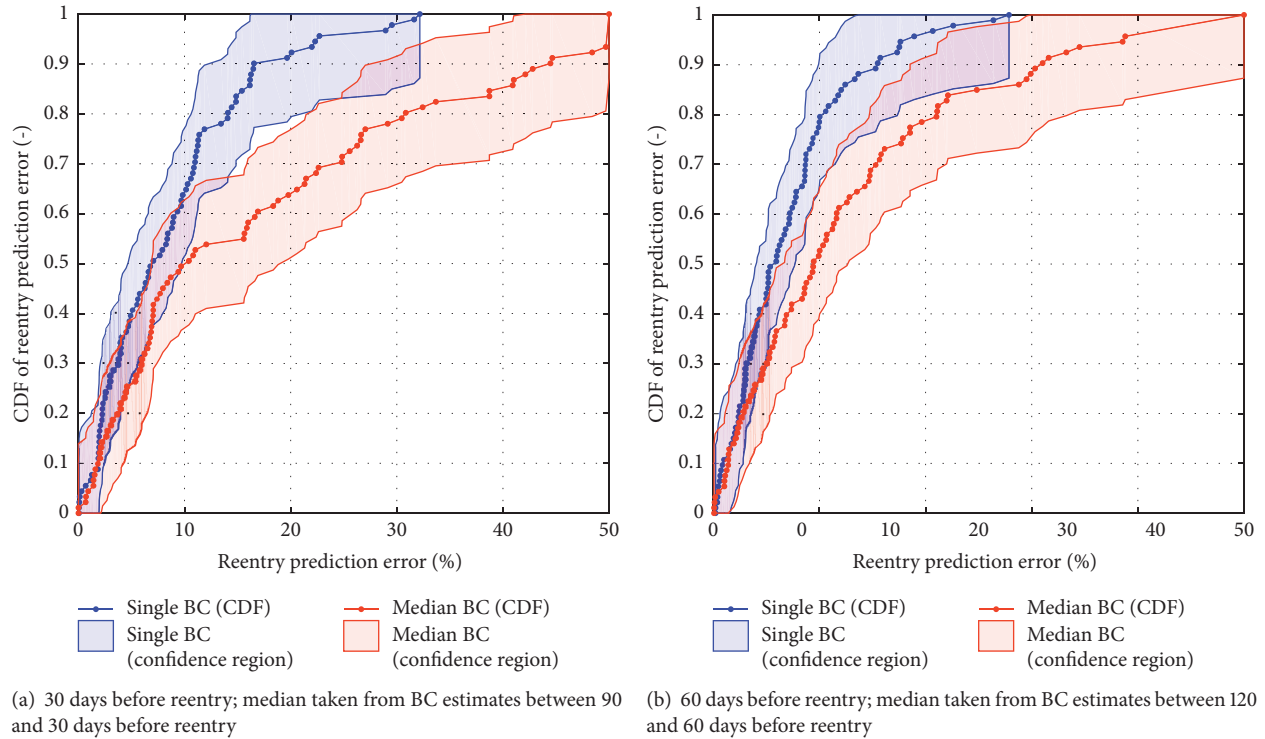 1
0.9
0.8
0.7
0.6
0.5
0.4
0.3
0.2
0.1
0
CDF of reentry prediction error (-)
0 10 20 30 40 50
Reentry prediction error (%)
Single BC (CDF)
Single BC
(confidence region)
Median BC (CDF)
Median BC
(confidence region)
(a) 30 days before reentry; median taken from BC estimates between 90
and 30 days before reentry
1
0.9
0.8
0.7
0.6
0.5
0.4
0.3
0.2
0.1
0
CDF of reentry prediction error (-)
0 0 10 20 30 40 50
Reentry prediction error (%)
Single BC (CDF)
Single BC
(confidence region)
Median BC (CDF)
Median BC
(confidence region)
(b) 60 days before reentry; median taken from BC estimates between 120
and 60 days before reentry